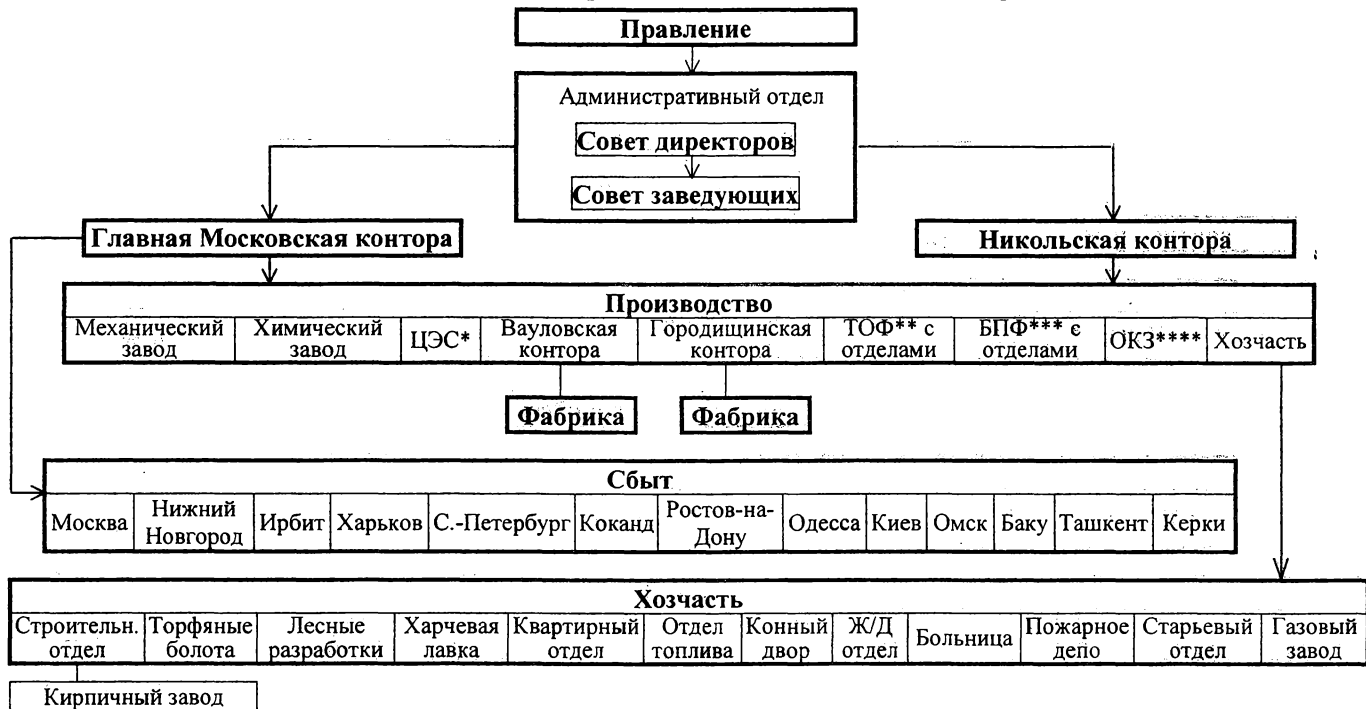 Правление
Административный отдел
Совет директоров
Совет заведующих
Главная Московская контора
Никольская контора
Производство
Механический
завод
Химический
завод
ЦЭС*
Вауловская
контора
Городищинская
контора
ТОФ** с
отделами
БПФ*** с
отделами
ОКЗ****
Хозчасть
Фабрика
Фабрика
Сбыт
Москва
Нижний
Новгород
Ирбит
Харьков
С.-Петербург
Коканд
Ростов-на-
Дону
Одесса
Киев
Омск
Баку
Ташкент
Керки
Хозчасть
Строительн.
отдел
Торфяные
болота
Лесные
разработки
Харчевая
лавка
Квартирный
отдел
Отдел
топлива
Конный
двор
Ж/Д
отдел
Больница
Пожарное
депо
Старьевый
отдел
Газовый
завод
Кирпичный завод